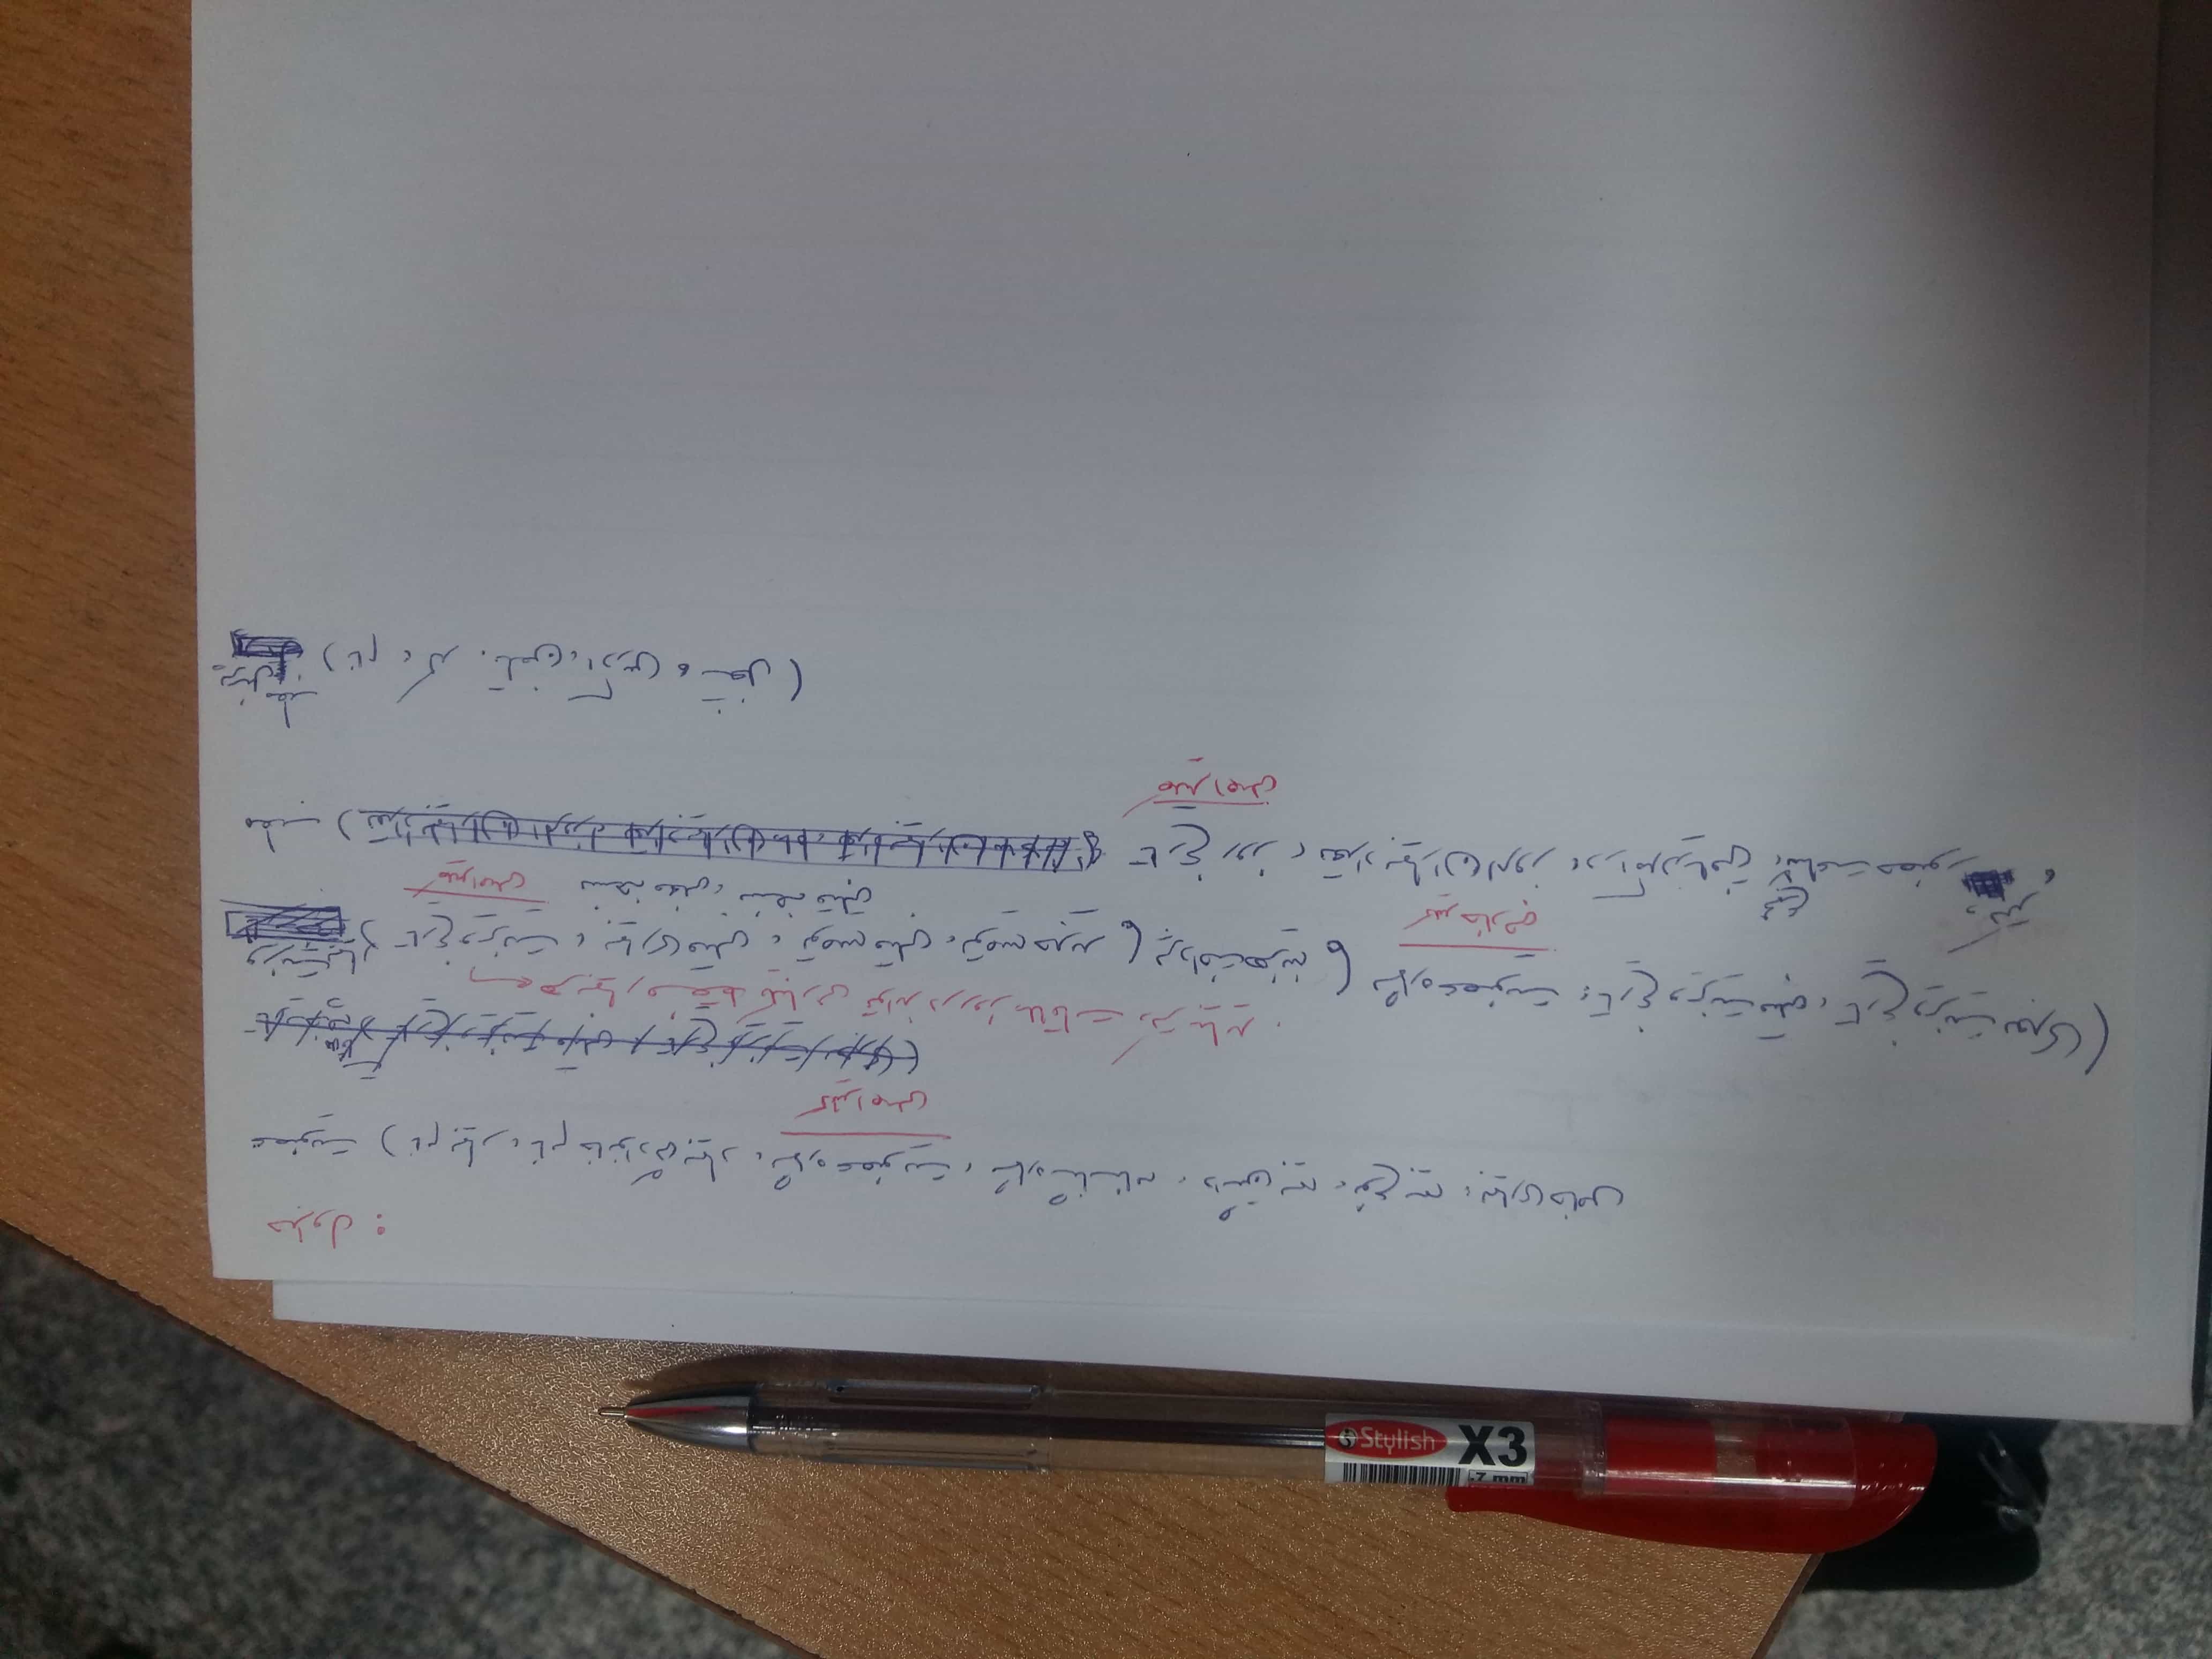 Stylish X3
جداول :
عضویت ( نام بیمار ، نام خانوادگی بیمار ، شماره عضویت ، شماره شناسنامه ، داشتن بیمه ، نوع بیمه ، بیماری خاص
کلید اصلی
هر بیمار فقط یکبار می تواند در روز ملاقات دکتر بیاید .
ویزیت بیمار ( تاریخ ویزیت ، بیماری قبلی ، توصیه قبلی ، توصیه جدید ) پرداخت هزینه ) شماره عضویت ، تاریخ ویزیت قبلی ، تاریخ ویزیت بعدی )
کلید اصلی نسخه فعلی ، نسخه قبلی کلید خارجی
مطب ( تاریخ روز ، تعداد بیماران امروز ، درآمد دریافتی ، مجموع ساعت حضور دکتر ،
کلید اصلی
پرسنل مطب ( نام ، کد . تلفن ، آدرس ، شغل )